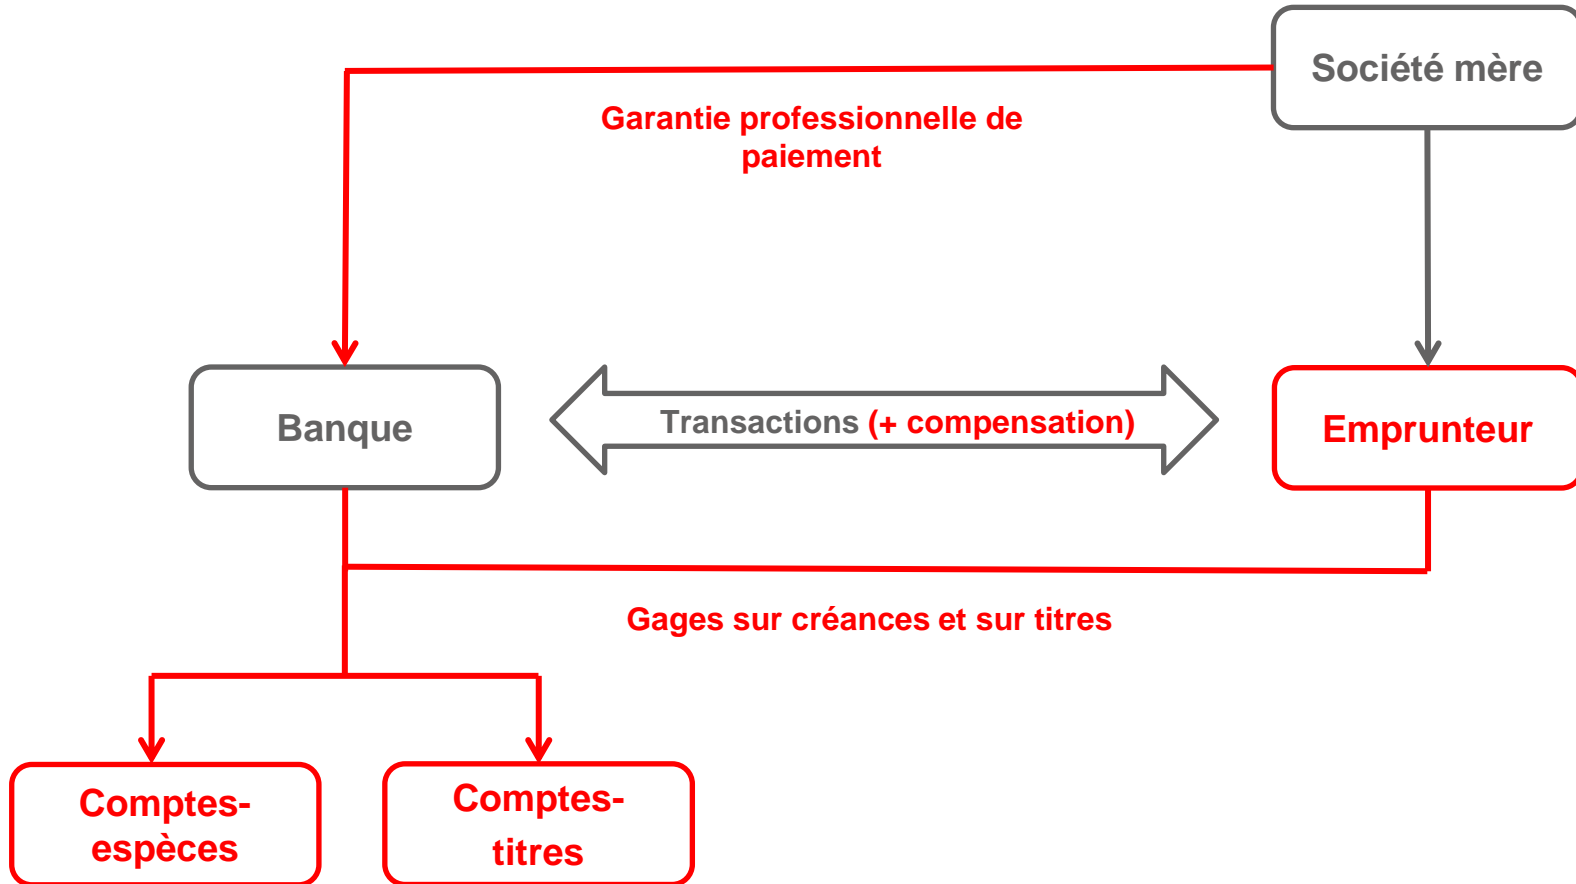 Société mère
Garantie professionnelle de
paiement
Banque
Transactions (+ compensation)
Emprunteur
Gages sur créances et sur titres
Comptes-
espèces
Comptes-
titres